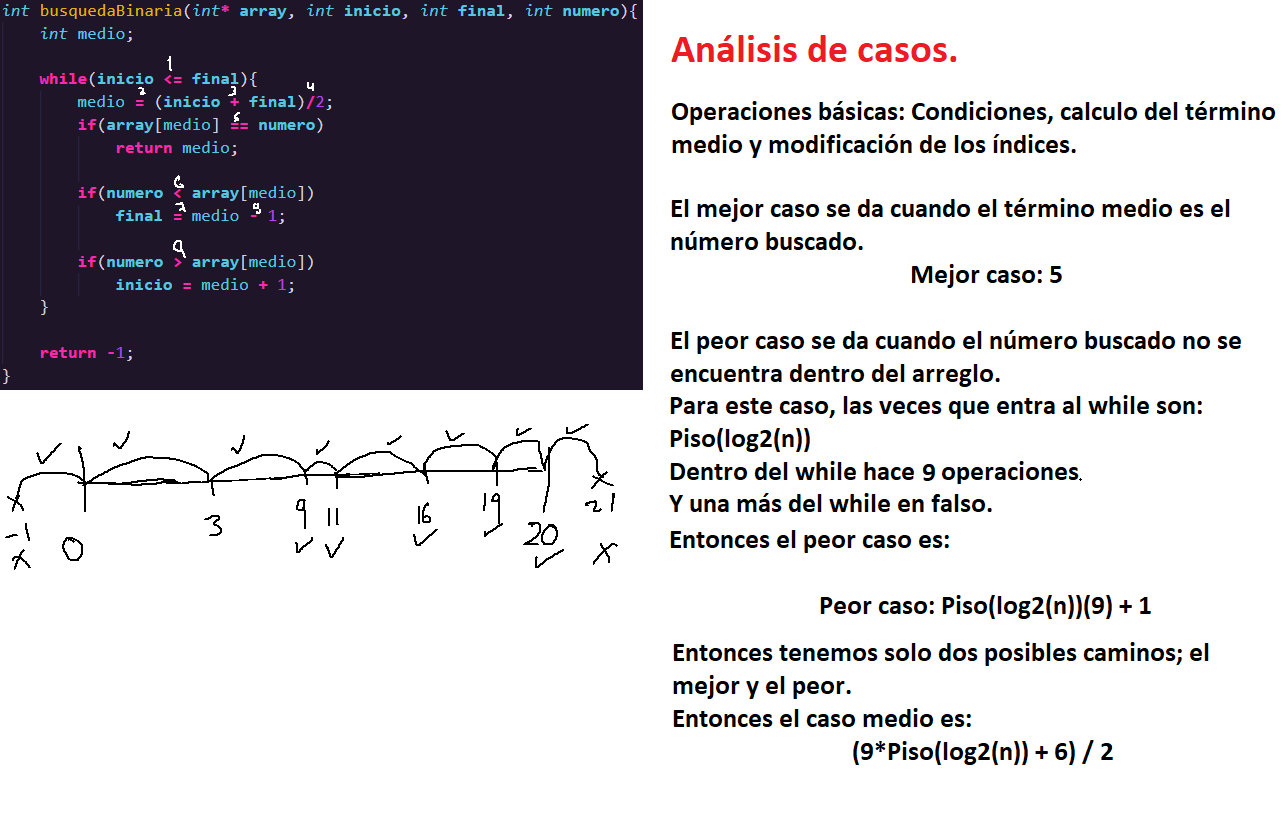 int busquedaBinaria(int* array, int inicio, int final, int numero){
int medio;
1
while(inicio <= final){
2 3 4
medio = (inicio + final)/2;
5
if(array[medio] == numero)
return medio;
6
if(numero < array[medio])
7
final = medio - 1;
if(numero > array[medio])
inicio = medio + 1;
}
return -1;
}
-1 0 3 9 11 16 19 20 21
Análisis de casos.
Operaciones básicas: Condiciones, calculo del término
medio y modificación de los índices.
El mejor caso se da cuando el término medio es el
número buscado.
Mejor caso: 5
El peor caso se da cuando el número buscado no se
encuentra dentro del arreglo.
Para este caso, las veces que entra al while son:
Piso(log2(n))
Dentro del while hace 9 operaciones.
Y una más del while en falso.
Entonces el peor caso es:
Peor caso: Piso(log2(n))(9) + 1
Entonces tenemos solo dos posibles caminos; el
mejor y el peor.
Entonces el caso medio es:
(9*Piso(log2(n)) + 6) / 2